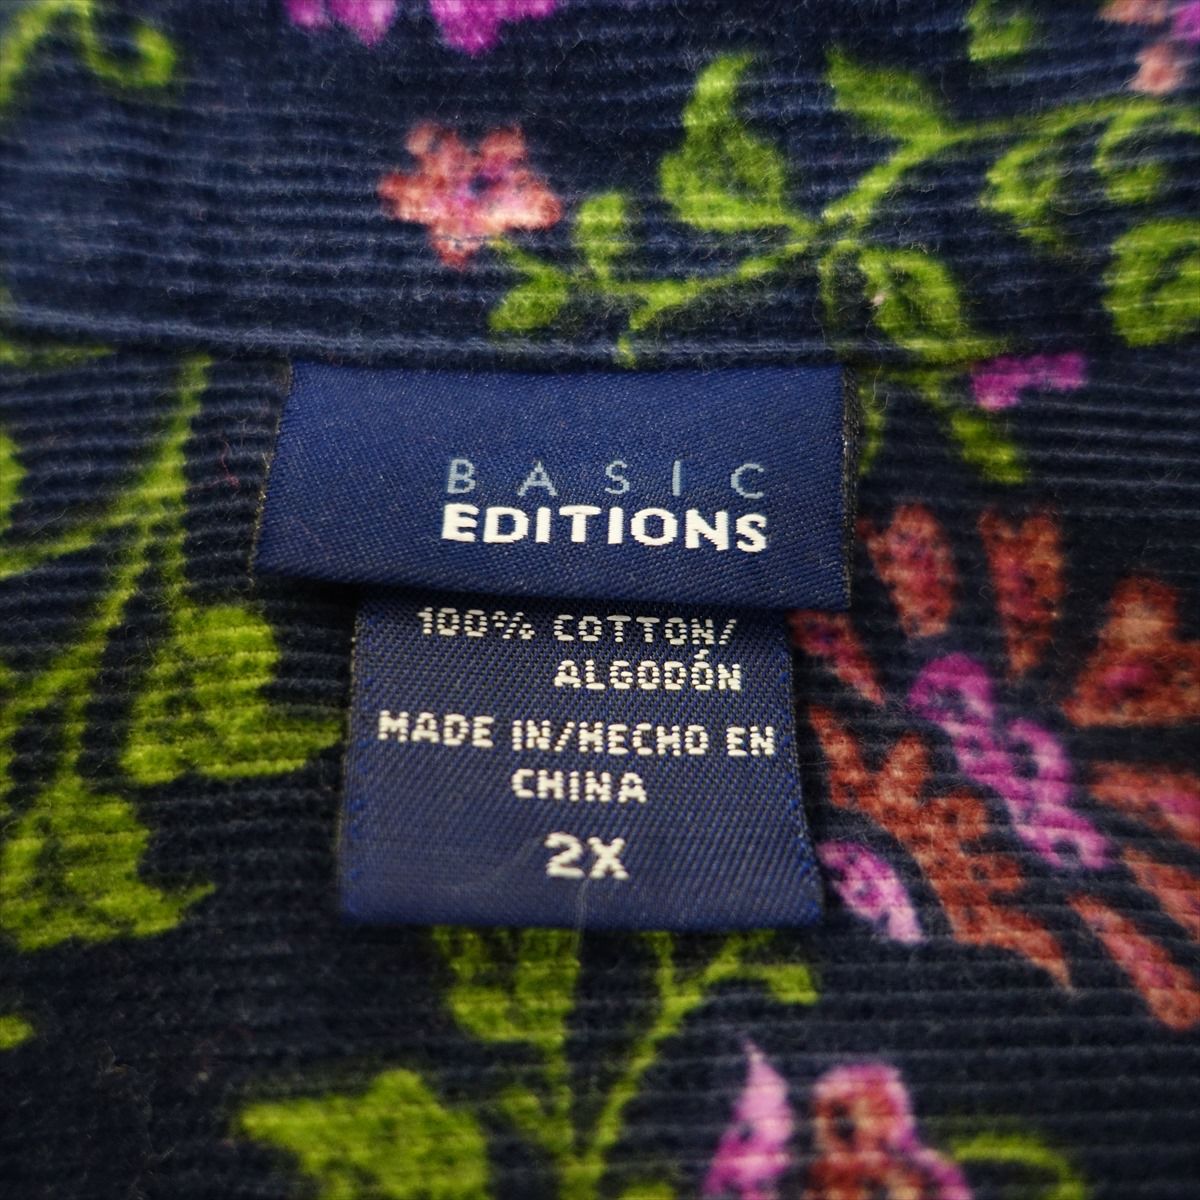 BASIC
EDITIONS
100% COTTON/
ALGODÓN
MADE IN/HECHO EN
CHINA
2X